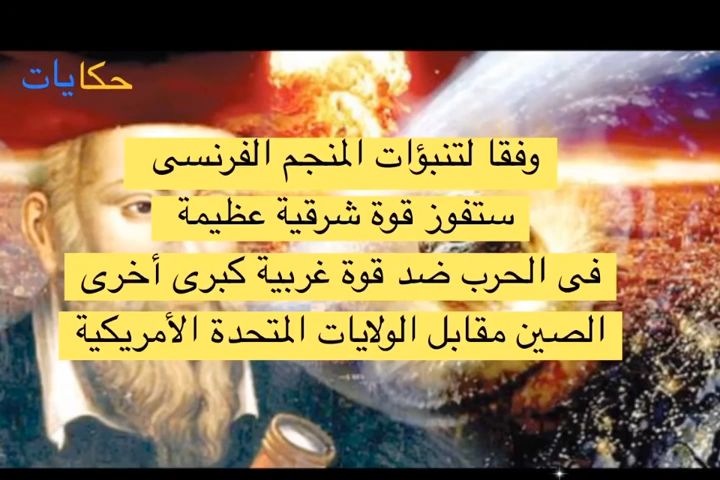 حكايات
وفقا لتنبؤات المنجم الفرنسى
ستفوز قوة شرقية عظيمة
فى الحرب ضد قوة غربية كبرى أخرى
الصين مقابل الولايات المتحدة الأمريكية